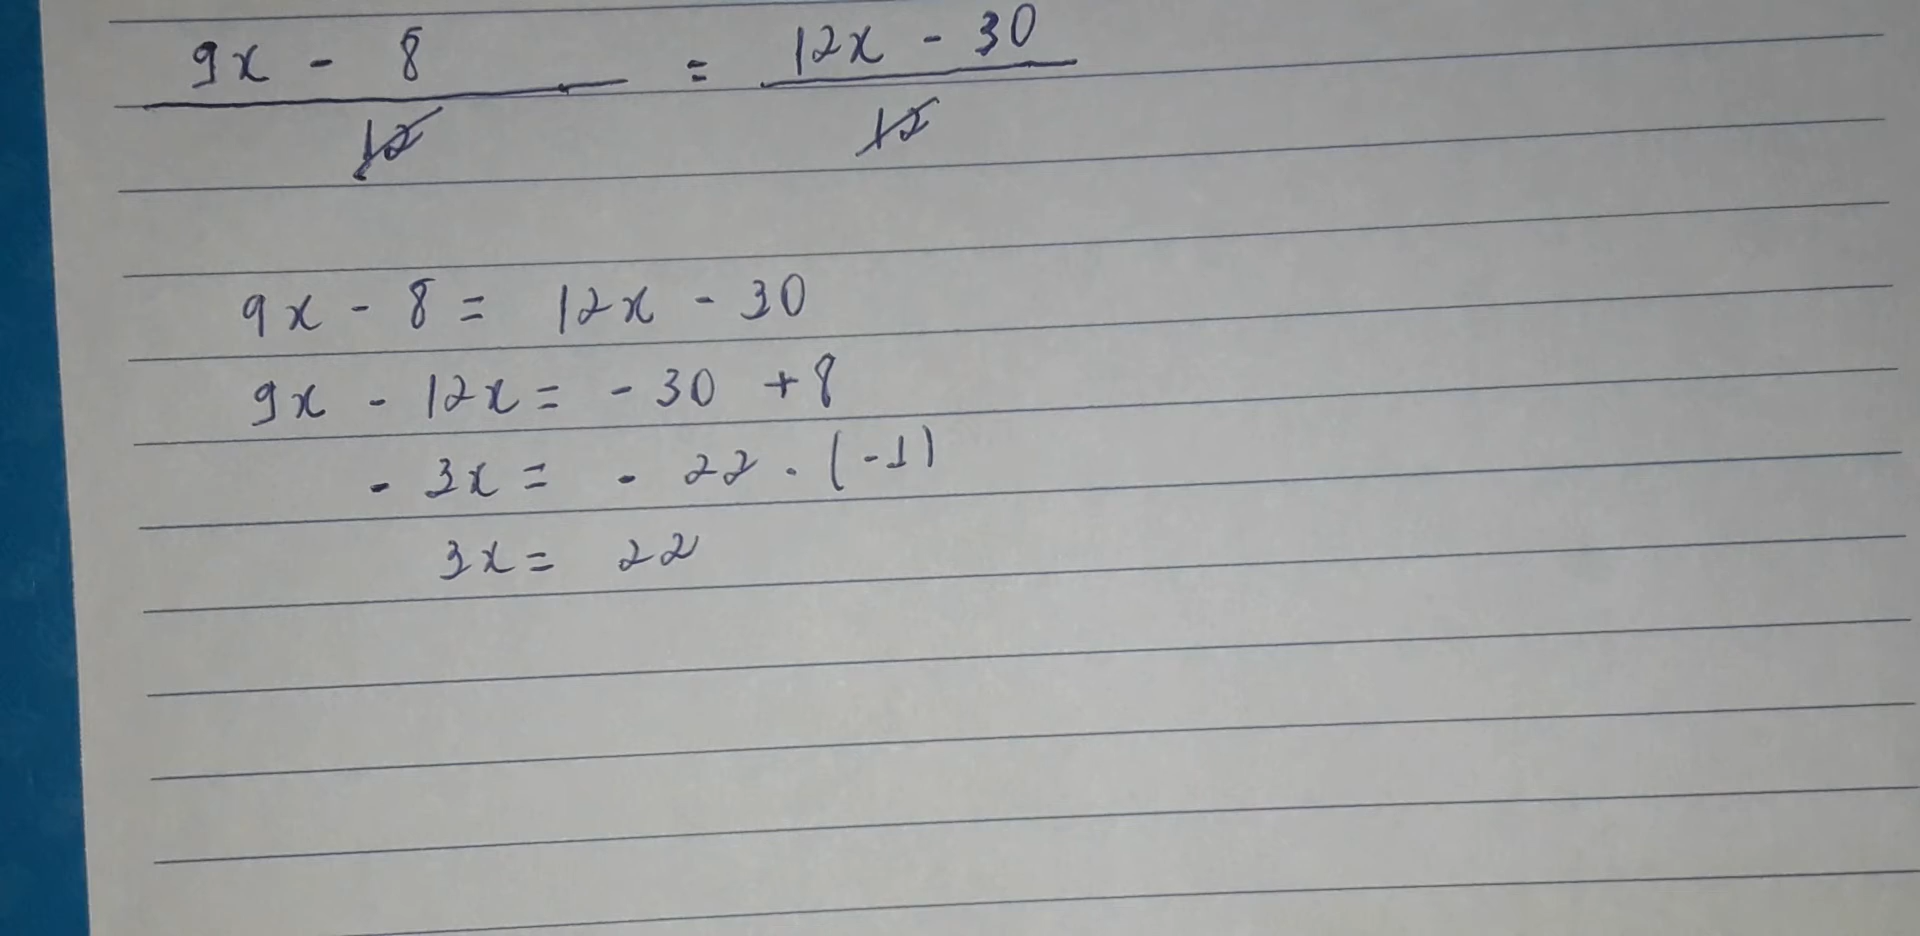 9x - 8 = 12x - 30
12 12
9x - 8 = 12x - 30
9x - 12x = - 30 + 8
- 3x = - 22 . (-1)
3x = 22